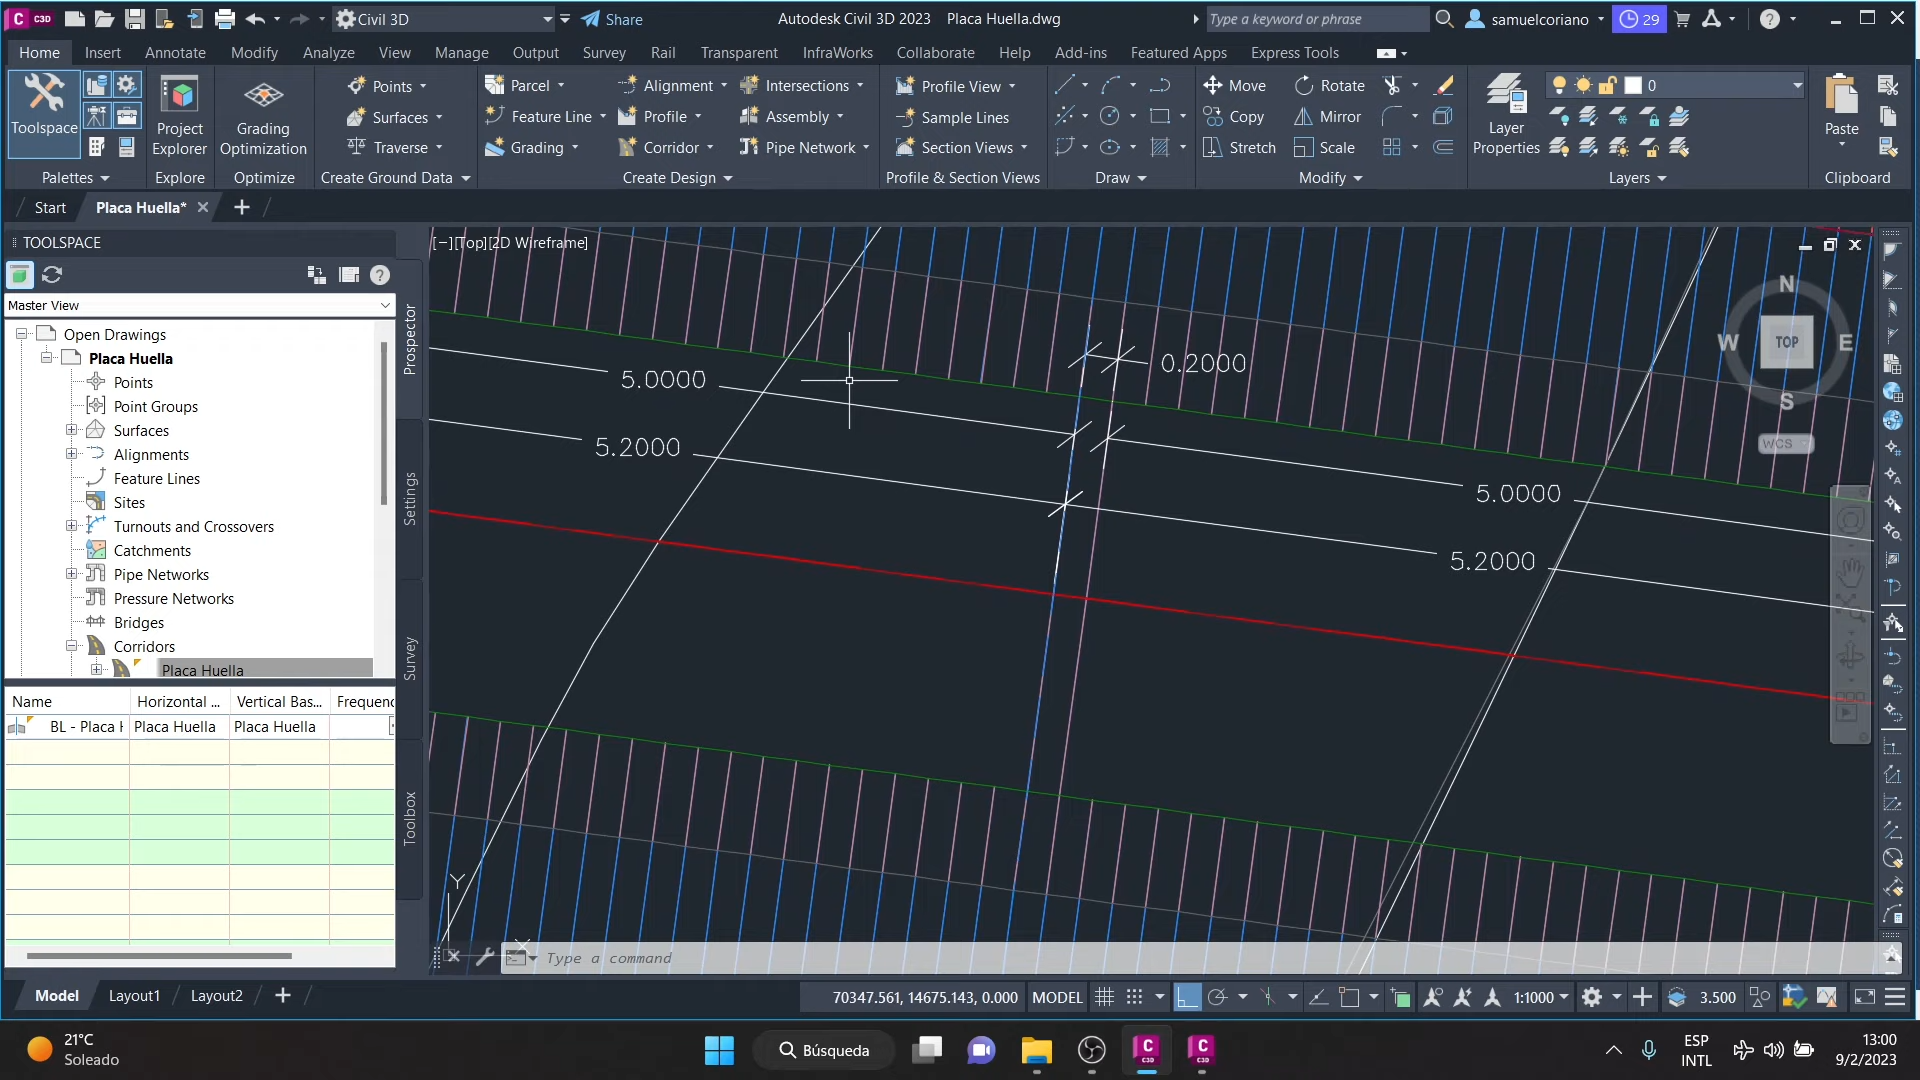 C C3D
Civil 3D
Share
Autodesk Civil 3D 2023 Placa Huella.dwg
Type a keyword or phrase
samuelcoriano
29
Home Insert Annotate Modify Analyze View Manage Output Survey Rail Transparent InfraWorks Collaborate Help Add-ins Featured Apps Express Tools
Toolspace
Project Explorer
Grading Optimization
Points
Surfaces
Traverse
Parcel
Feature Line
Grading
Alignment
Profile
Corridor
Intersections
Assembly
Pipe Network
Profile View
Sample Lines
Section Views
Move
Copy
Stretch
Rotate
Mirror
Scale
Layer Properties
0
Paste
Palettes Explore Optimize Create Ground Data Create Design Profile & Section Views Draw Modify Layers Clipboard
Start
Placa Huella*
TOOLSPACE
[−][Top][2D Wireframe]
Master View
Open Drawings
Placa Huella
Points
Point Groups
Surfaces
Alignments
Feature Lines
Sites
Turnouts and Crossovers
Catchments
Pipe Networks
Pressure Networks
Bridges
Corridors
Placa Huella
Prospector
Settings
Survey
Toolbox
Name Horizontal ... Vertical Bas... Frequenc
BL - Placa H Placa Huella Placa Huella
5.0000
5.2000
0.2000
5.0000
5.2000
N
W TOP E
S
WCS
Y
X
Type a command
Model Layout1 Layout2
70347.561, 14675.143, 0.000 MODEL
1:1000
3.500
21°C
Soleado
Búsqueda
C C3D
C C3D
ESP
INTL
13:00
9/2/2023